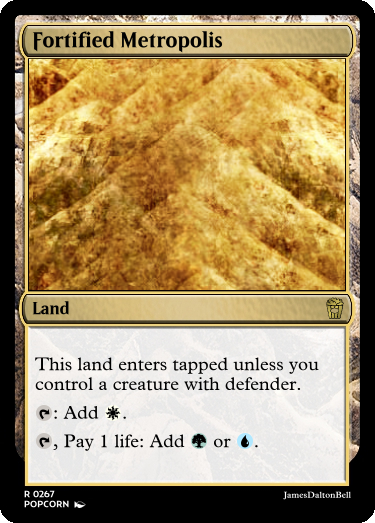 Fortified Metropolis
Land
This land enters tapped unless you
control a creature with defender.
: Add .
, Pay 1 life: Add or .
R 0267
POPCORN
JamesDaltonBell